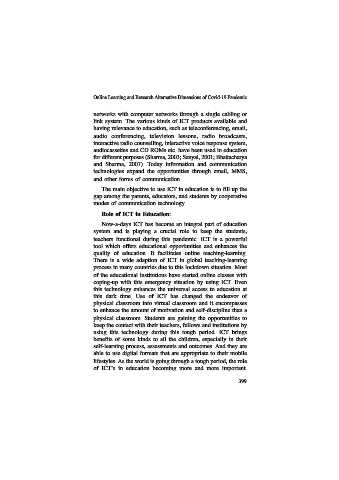 Online Learning and Research Alternative Dimensions of Covid-19 Pandemic
networks with computer networks through a single cabling or
link system. The various kinds of ICT products available and
having relevance to education, such as teleconferencing, email,
audio conferencing, television lessons, radio broadcasts,
interactive radio counselling, interactive voice response system,
audiocassettes and CD ROMs etc. have been used in education
for different purposes (Sharma, 2003; Sanyal, 2001; Bhattacharya
and Sharma, 2007). Today information and communication
technologies expand the opportunities through email, MMS,
and other forms of communication.
The main objective to use ICT in education is to fill up the
gap among the parents, educators, and students by cooperative
modes of communication technology.
Role of ICT in Education:
Now-a-days ICT has become an integral part of education
system and is playing a crucial role to keep the students,
teachers functional during this pandemic. ICT is a powerful
tool which offers educational opportunities and enhances the
quality of education. It facilitates online teaching-learning.
There is a wide adaption of ICT in global teaching-learning
process in many countries due to this lockdown situation. Most
of the educational institutions have started online classes with
coping-up with this emergency situation by using ICT. Even
this technology enhances the universal access to education at
this dark time. Use of ICT has changed the endeavor of
physical classroom into virtual classroom and it encompasses
to enhance the amount of motivation and self-discipline than a
physical classroom. Students are gaining the opportunities to
keep the contact with their teachers, fellows and institutions by
using this technology during this tough period. ICT brings
benefits of some kinds to all the children, especially in their
self-learning process, assessments and outcomes. And they are
able to use digital formats that are appropriate to their mobile
lifestyles. As the world is going through a tough period, the role
of ICT's in education becoming more and more important.
399